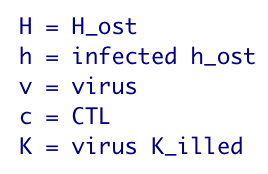 H = H_ost
h = infected h_ost
v = virus
c = CTL
K = virus K_illed